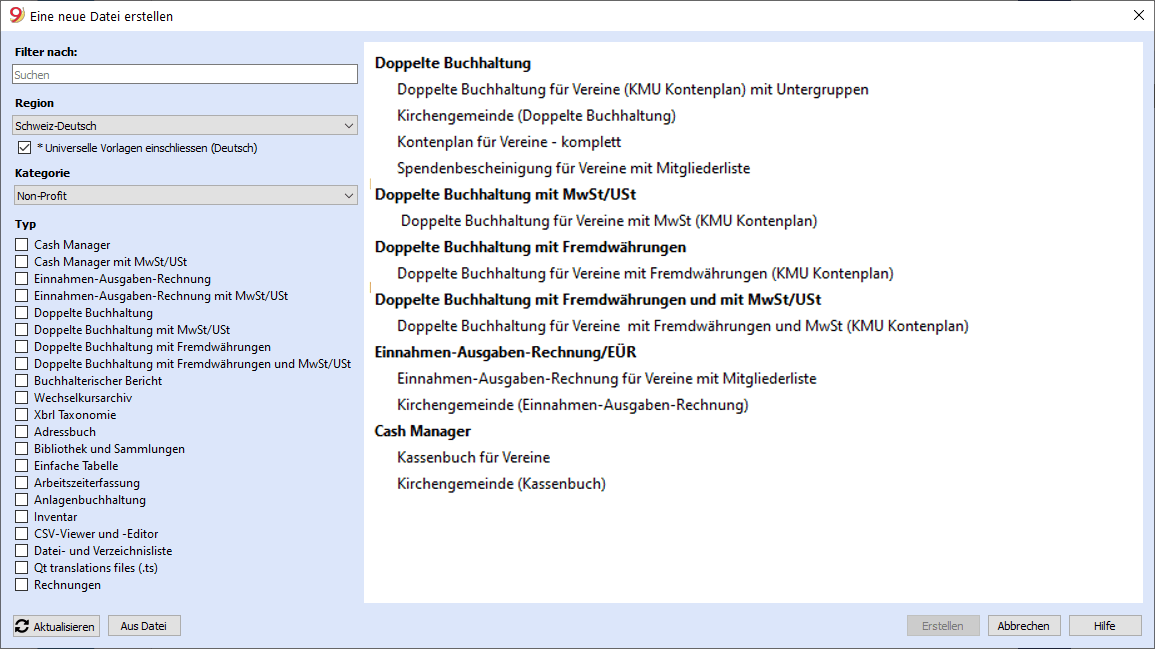 9 Eine neue Datei erstellen
Filter nach:
Suchen
Region
Schweiz-Deutsch
* Universelle Vorlagen einschliessen (Deutsch)
Kategorie
Non-Profit
Typ
Cash Manager
Cash Manager mit MwSt/USt
Einnahmen-Ausgaben-Rechnung
Einnahmen-Ausgaben-Rechnung mit MwSt/USt
Doppelte Buchhaltung
Doppelte Buchhaltung mit MwSt/USt
Doppelte Buchhaltung mit Fremdwährungen
Doppelte Buchhaltung mit Fremdwährungen und MwSt/USt
Buchhalterischer Bericht
Wechselkursarchiv
Xbrl Taxonomie
Adressbuch
Bibliothek und Sammlungen
Einfache Tabelle
Arbeitszeiterfassung
Anlagenbuchhaltung
Inventar
CSV-Viewer und -Editor
Datei- und Verzeichnisliste
Qt translations files (.ts)
Rechnungen
Doppelte Buchhaltung
Doppelte Buchhaltung für Vereine (KMU Kontenplan) mit Untergruppen
Kirchengemeinde (Doppelte Buchhaltung)
Kontenplan für Vereine - komplett
Spendenbescheinigung für Vereine mit Mitgliederliste
Doppelte Buchhaltung mit MwSt/USt
Doppelte Buchhaltung für Vereine mit MwSt (KMU Kontenplan)
Doppelte Buchhaltung mit Fremdwährungen
Doppelte Buchhaltung für Vereine mit Fremdwährungen (KMU Kontenplan)
Doppelte Buchhaltung mit Fremdwährungen und mit MwSt/USt
Doppelte Buchhaltung für Vereine  mit Fremdwährungen und MwSt (KMU Kontenplan)
Einnahmen-Ausgaben-Rechnung/EÜR
Einnahmen-Ausgaben-Rechnung für Vereine mit Mitgliederliste
Kirchengemeinde (Einnahmen-Ausgaben-Rechnung)
Cash Manager
Kassenbuch für Vereine
Kirchengemeinde (Kassenbuch)
Aktualisieren
Aus Datei
Erstellen
Abbrechen
Hilfe